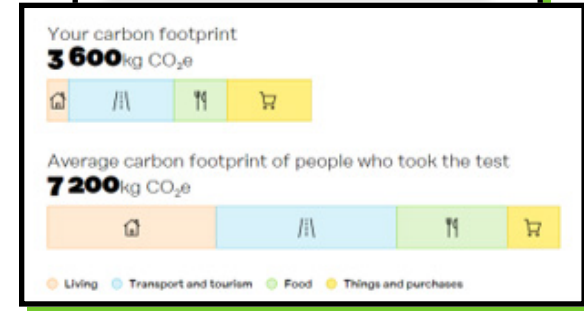 Your carbon footprint
3 600kg CO₂e
Average carbon footprint of people who took the test
7 200kg CO₂e
Living Transport and tourism Food Things and purchases